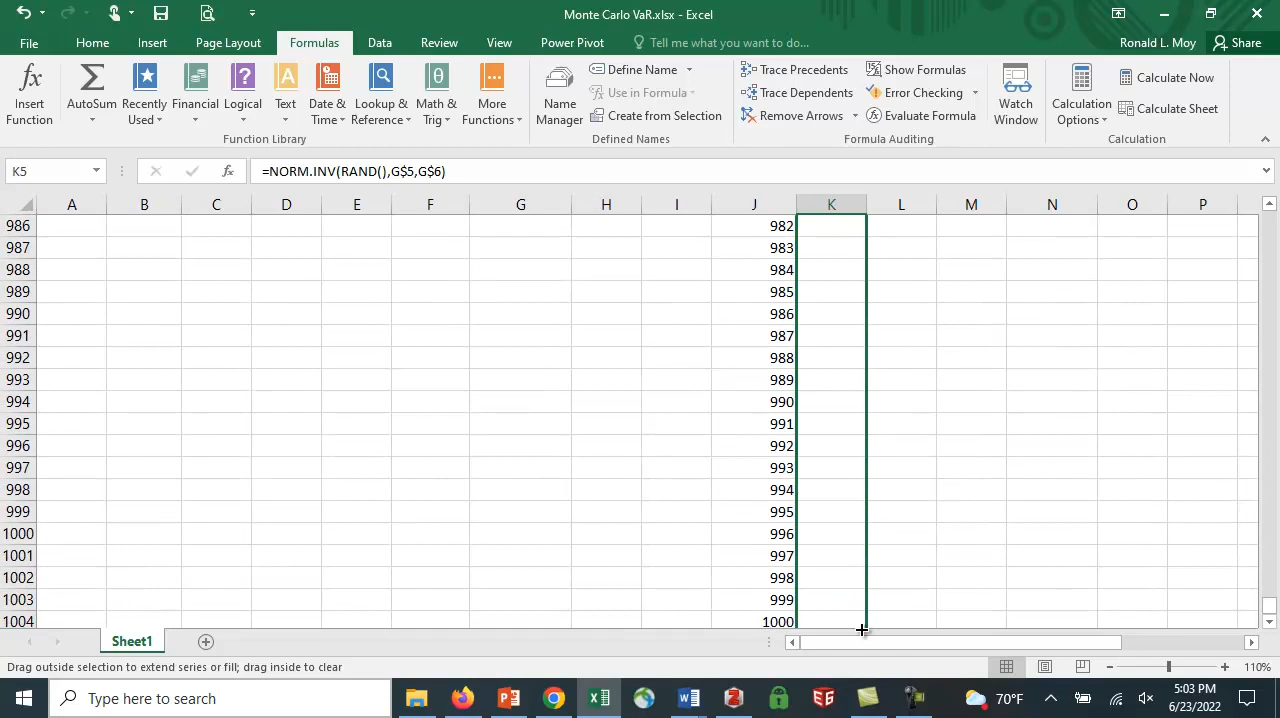 Monte Carlo VaR.xlsx - Excel
File Home Insert Page Layout Formulas Data Review View Power Pivot Tell me what you want to do... Ronald L. Moy Share
Insert Function
AutoSum
Recently Used
Financial
Logical
Text
Date & Time
Lookup & Reference
Math & Trig
More Functions
Function Library
Name Manager
Define Name
Use in Formula
Create from Selection
Defined Names
Trace Precedents
Trace Dependents
Remove Arrows
Show Formulas
Error Checking
Evaluate Formula
Formula Auditing
Watch Window
Calculation Options
Calculate Now
Calculate Sheet
Calculation
K5 fx =NORM.INV(RAND(),G$5,G$6)
A B C D E F G H I J K L M N O P
986 982
987 983
988 984
989 985
990 986
991 987
992 988
993 989
994 990
995 991
996 992
997 993
998 994
999 995
1000 996
1001 997
1002 998
1003 999
1004 1000
Sheet1
Drag outside selection to extend series or fill; drag inside to clear 110%
Type here to search 70°F 5:03 PM
6/23/2022